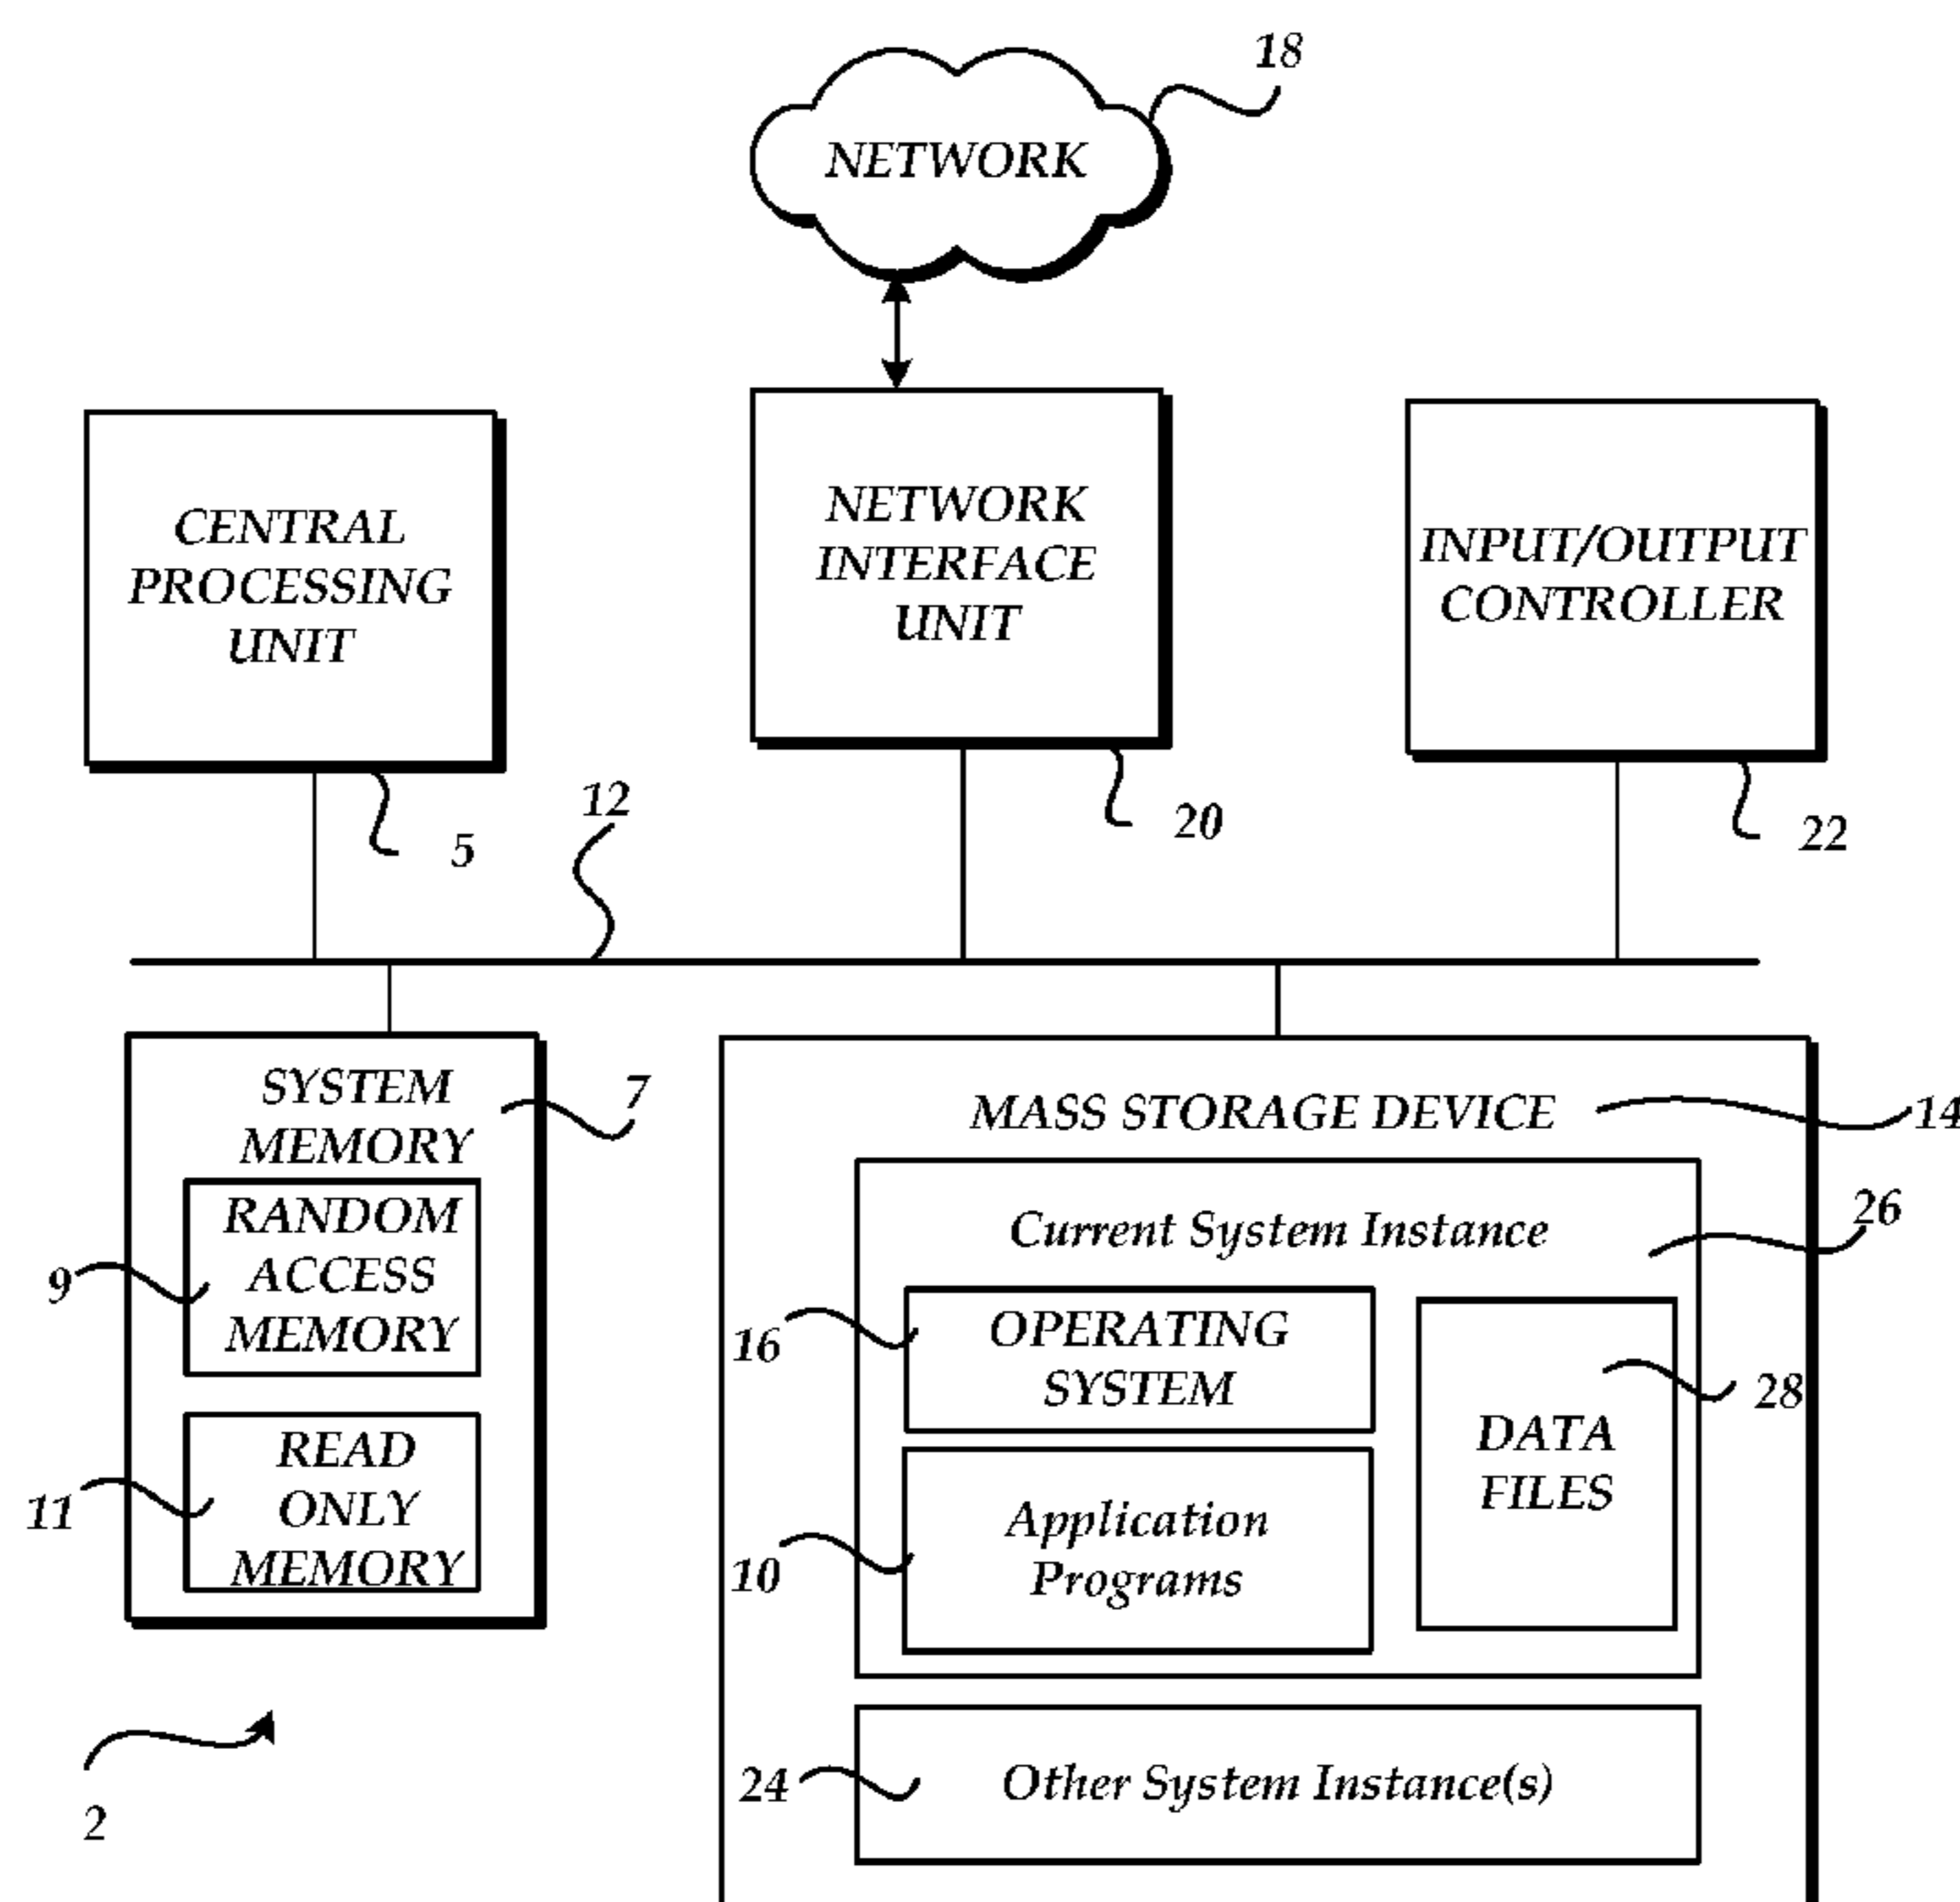 18
NETWORK
CENTRAL
PROCESSING
UNIT
5
NETWORK
INTERFACE
UNIT
20
INPUT/OUTPUT
CONTROLLER
22
12
SYSTEM
MEMORY
7
RANDOM
ACCESS
MEMORY
9
READ
ONLY
MEMORY
11
2
MASS STORAGE DEVICE
14
Current System Instance
26
OPERATING
SYSTEM
16
DATA
FILES
28
Application
Programs
10
Other System Instance(s)
24